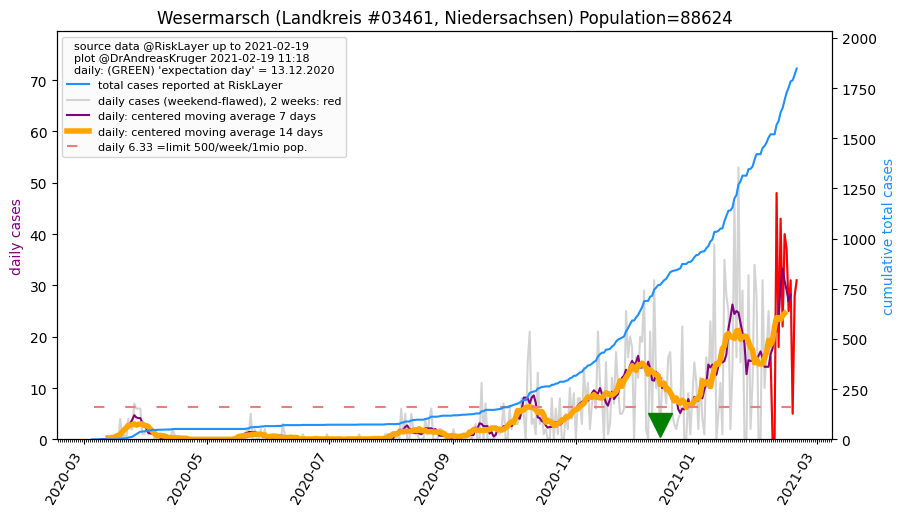 Wesermarsch (Landkreis #03461, Niedersachsen) Population=88624
source data @RiskLayer up to 2021-02-19
plot @DrAndreasKruger 2021-02-19 11:18
daily: (GREEN) 'expectation day' = 13.12.2020
total cases reported at RiskLayer
daily cases (weekend-flawed), 2 weeks: red
daily: centered moving average 7 days
daily: centered moving average 14 days
daily 6.33 =limit 500/week/1mio pop.
daily cases
70
60
50
40
30
20
10
0
2000
1750
1500
1250
1000
750
500
250
0
cumulative total cases
2020-03
2020-05
2020-07
2020-09
2020-11
2021-01
2021-03